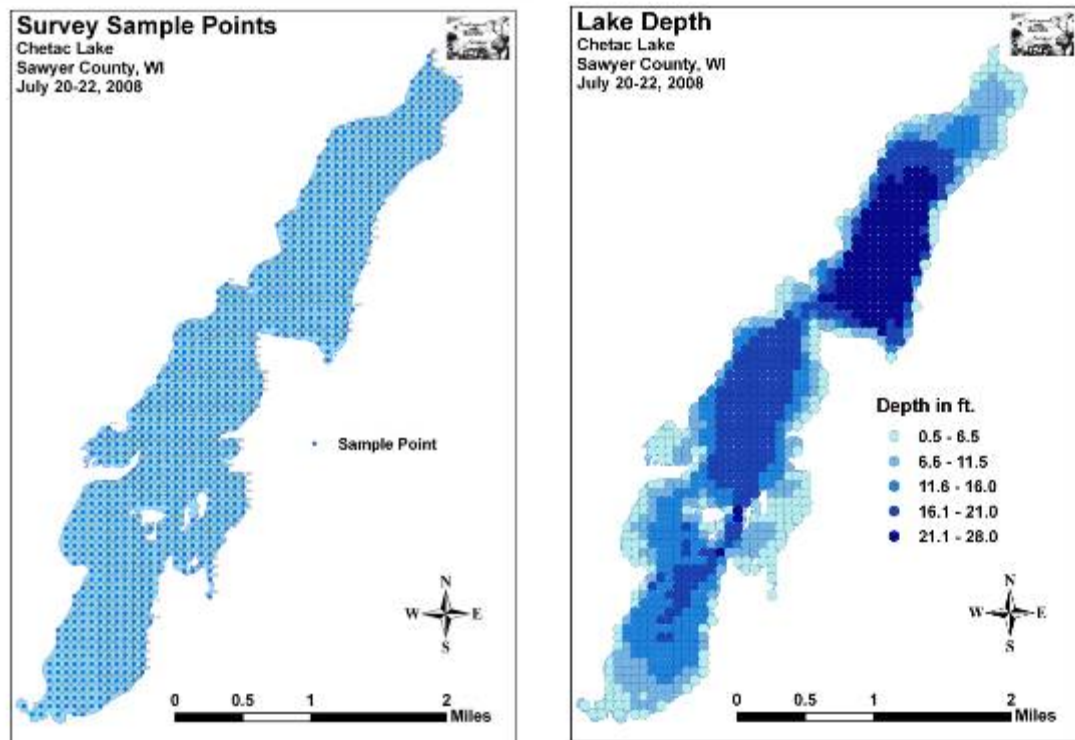 Survey Sample Points
Chetac Lake
Sawyer County, WI
July 20-22, 2008
Sample Point
N
W E
S
0 0.5 1 2
Miles
Lake Depth
Chetac Lake
Sawyer County, WI
July 20-22, 2008
Depth in ft.
0.5 - 6.5
6.6 - 11.5
11.6 - 16.0
16.1 - 21.0
21.1 - 28.0
N
W E
S
0 0.5 1 2
Miles